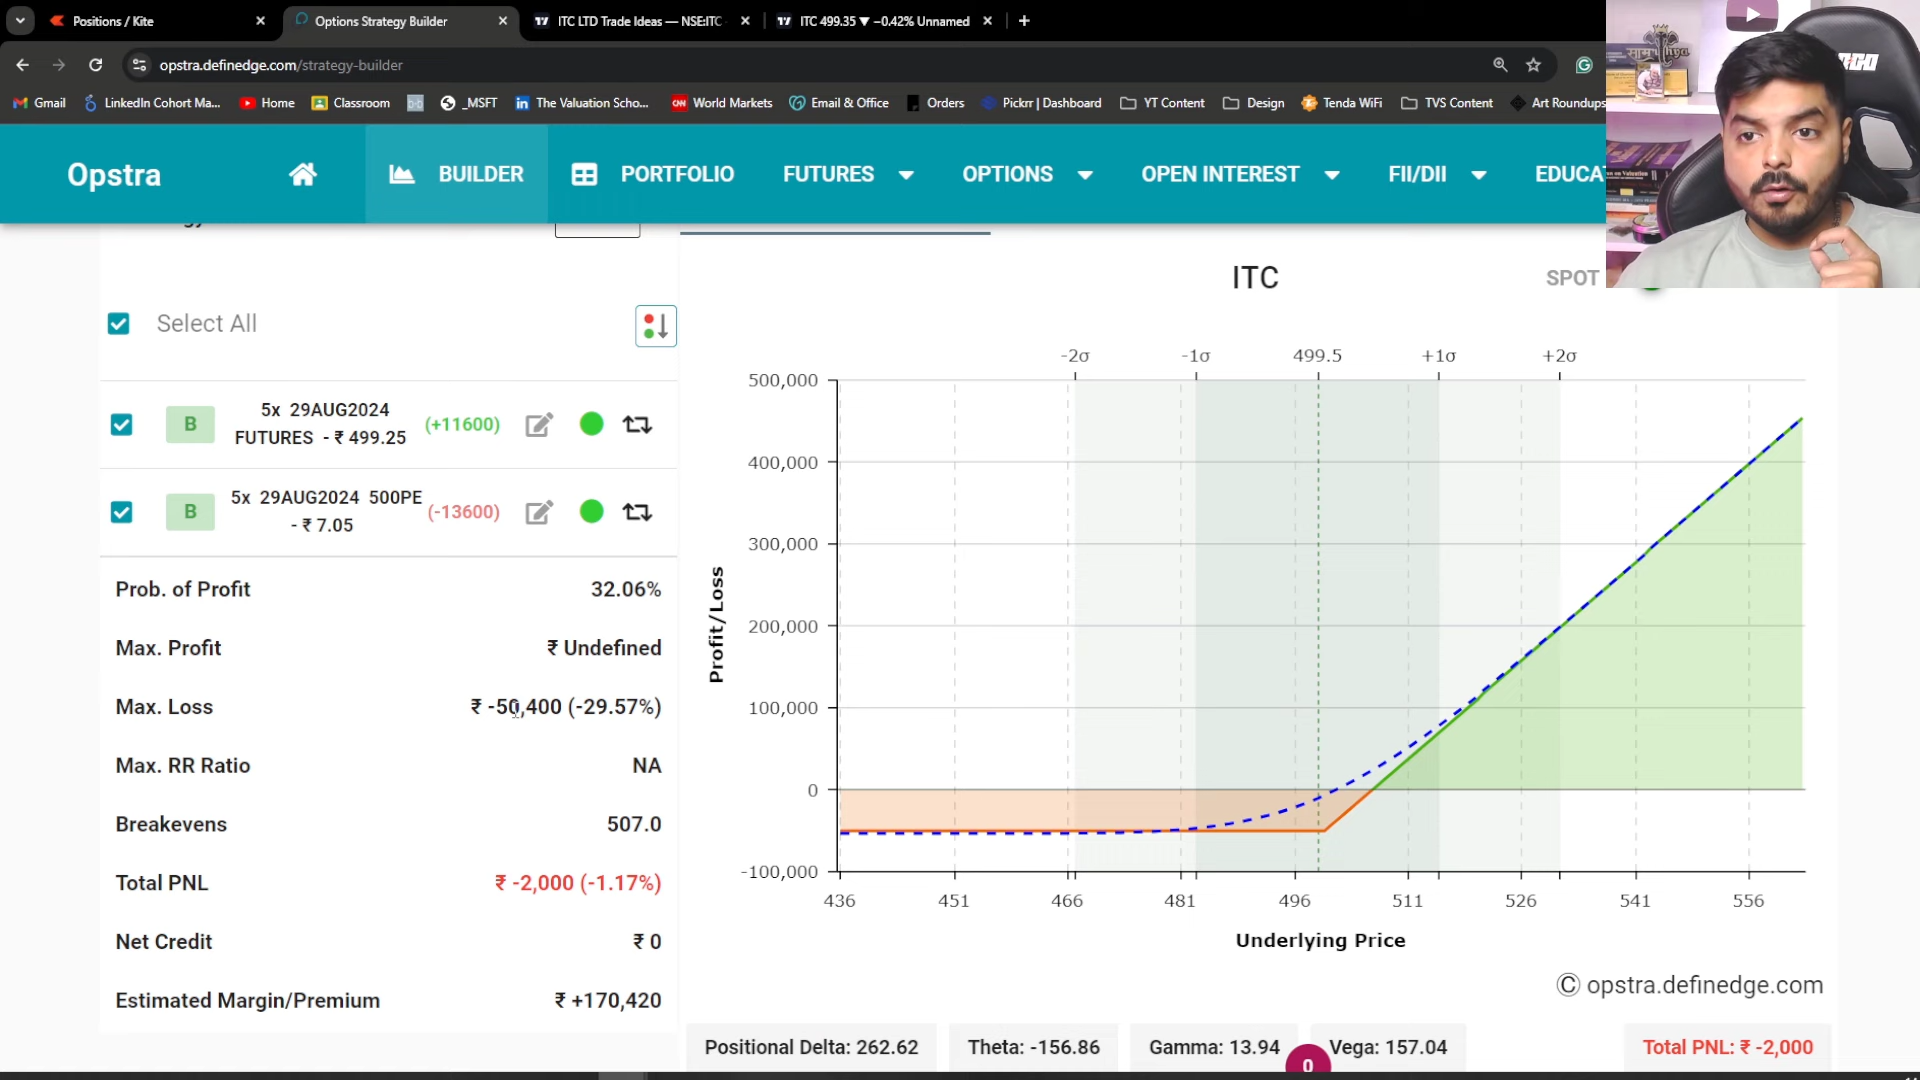 Positions / Kite
Options Strategy Builder
ITC LTD Trade Ideas — NSE:ITC
ITC 499.35 ▼ −0.42% Unnamed
opstra.definedge.com/strategy-builder
Gmail
LinkedIn Cohort Ma...
Home
Classroom
_MSFT
The Valuation Scho...
World Markets
Email & Office
Orders
Pickrr | Dashboard
YT Content
Design
Tenda WiFi
TVS Content
Art Roundups
Opstra
BUILDER
PORTFOLIO
FUTURES
OPTIONS
OPEN INTEREST
FII/DII
EDUCA
ITC
SPOT
Select All
B
5x 29AUG2024
FUTURES - ₹ 499.25
(+11600)
B
5x 29AUG2024 500PE
- ₹ 7.05
(-13600)
Prob. of Profit 32.06%
Max. Profit ₹ Undefined
Max. Loss ₹ -50,400 (-29.57%)
Max. RR Ratio NA
Breakevens 507.0
Total PNL ₹ -2,000 (-1.17%)
Net Credit ₹ 0
Estimated Margin/Premium ₹ +170,420
-2σ -1σ 499.5 +1σ +2σ
500,000
400,000
300,000
200,000
100,000
0
-100,000
Profit/Loss
436 451 466 481 496 511 526 541 556
Underlying Price
© opstra.definedge.com
Positional Delta: 262.62
Theta: -156.86
Gamma: 13.94
0
Vega: 157.04
Total PNL: ₹ -2,000